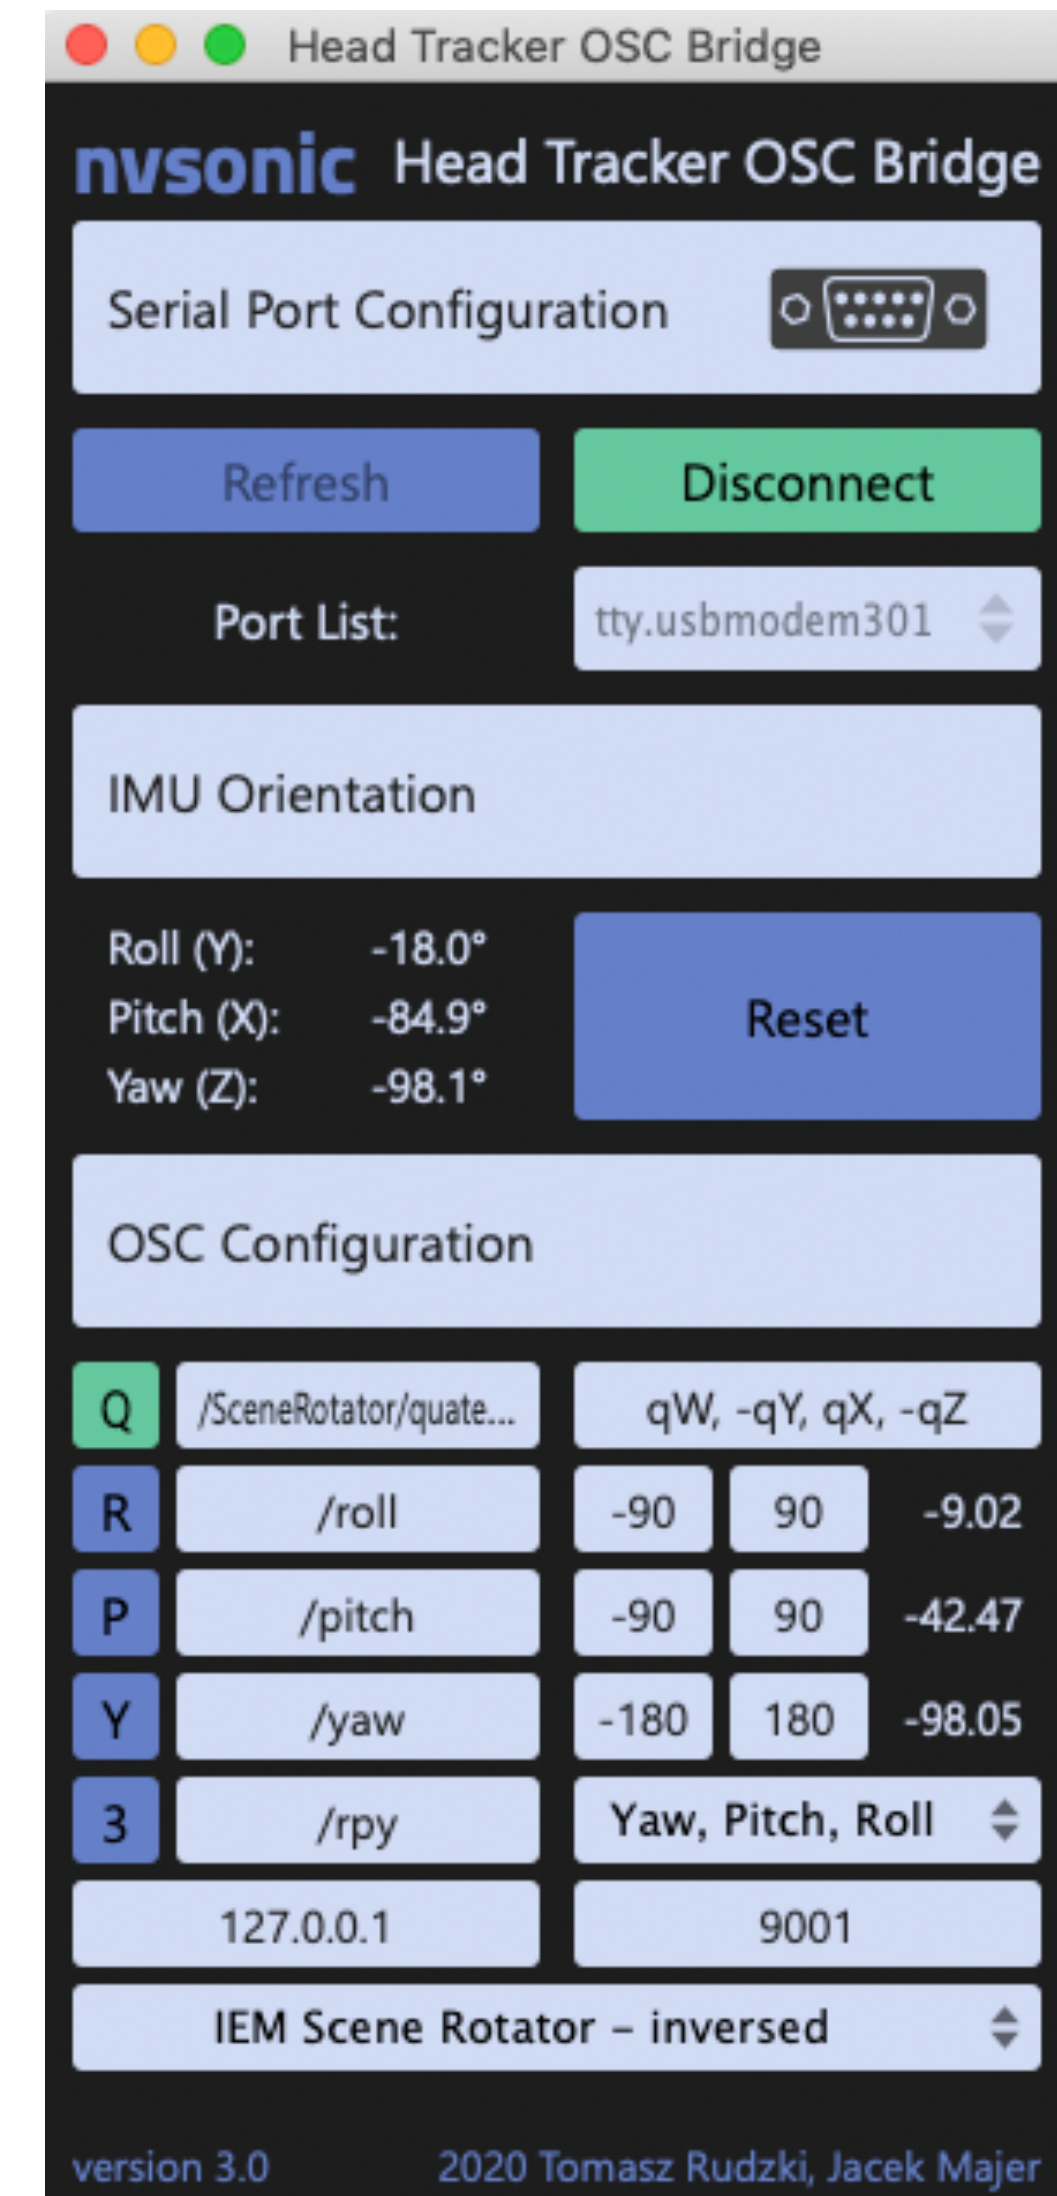 Head Tracker OSC Bridge
nvsonic Head Tracker OSC Bridge
Serial Port Configuration
Refresh Disconnect
Port List: tty.usbmodem301
IMU Orientation
Roll (Y): -18.0°
Pitch (X): -84.9°
Yaw (Z): -98.1°
Reset
OSC Configuration
Q /SceneRotator/quate... qW, -qY, qX, -qZ
R /roll -90 90 -9.02
P /pitch -90 90 -42.47
Y /yaw -180 180 -98.05
3 /rpy Yaw, Pitch, Roll
127.0.0.1 9001
IEM Scene Rotator – inversed
version 3.0 2020 Tomasz Rudzki, Jacek Majer